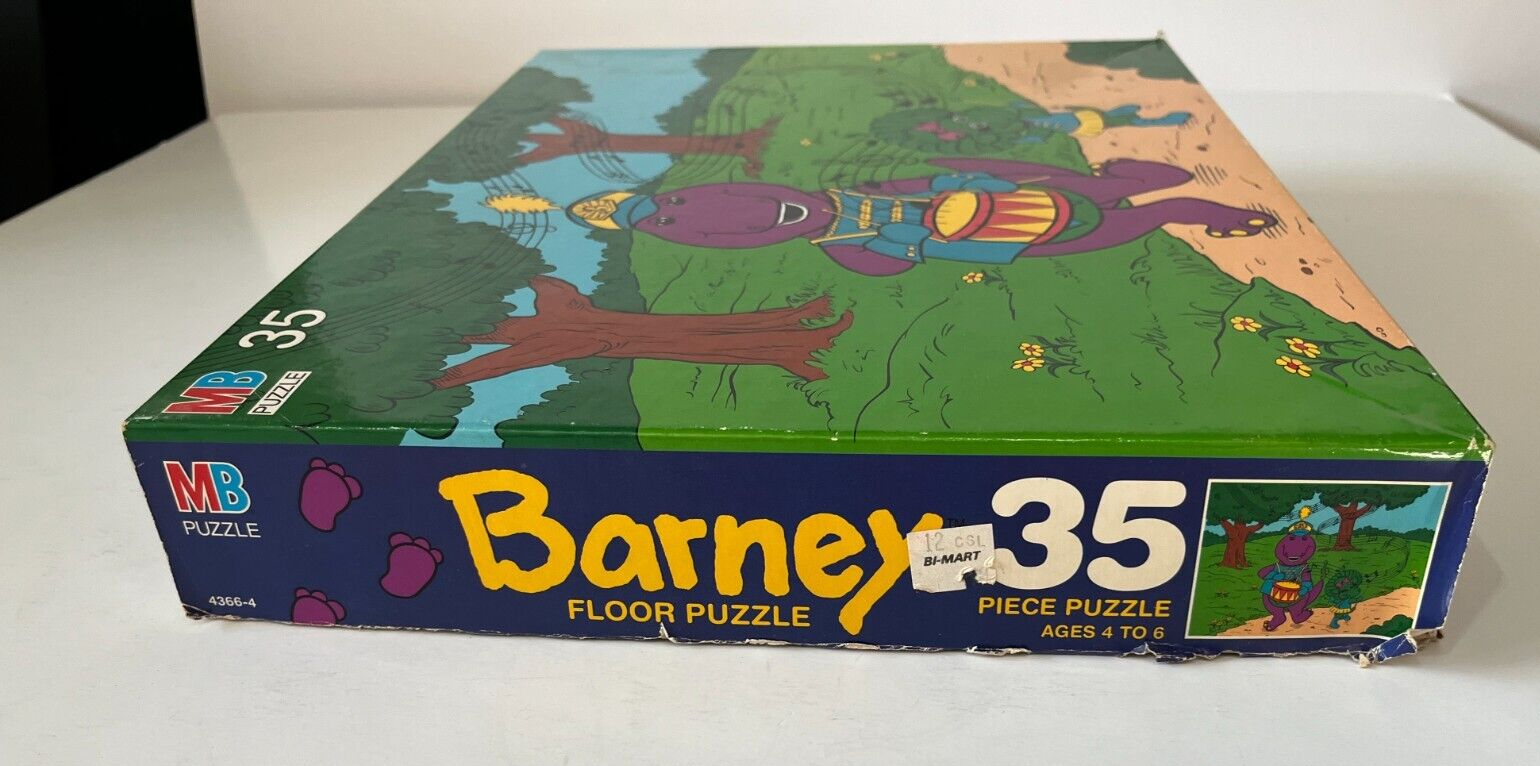 35
MB
PUZZLE
MB
PUZZLE
4366-4
Barney
FLOOR PUZZLE
TM
12 CSL
BI-MART
35
PIECE PUZZLE
AGES 4 TO 6